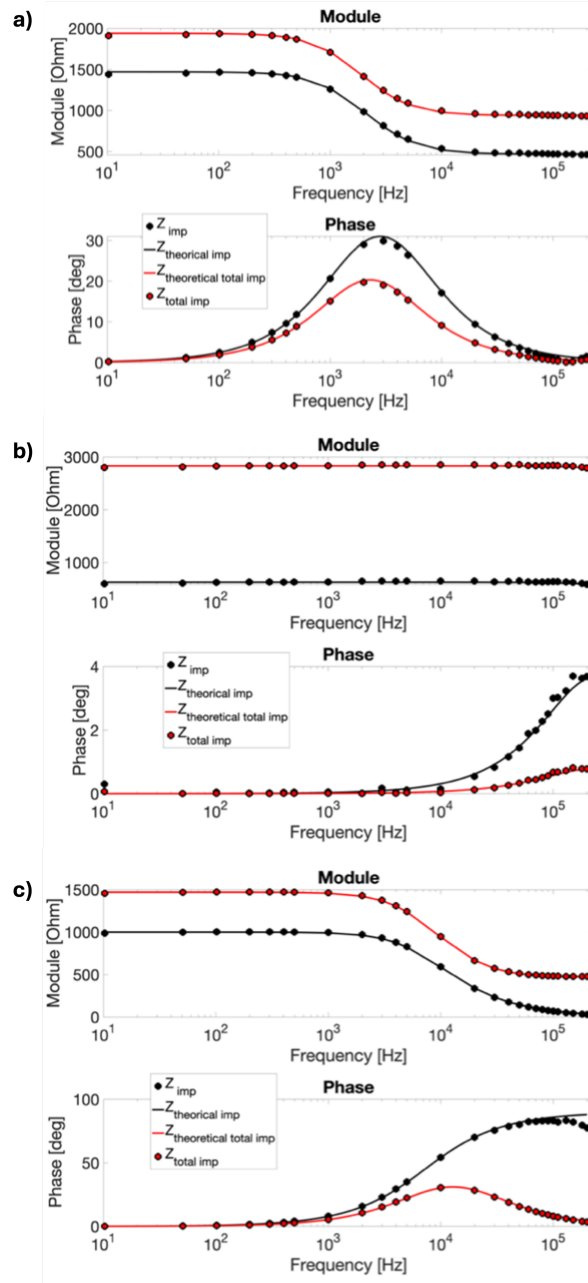 a)
Module
Module [Ohm]
2000
1500
1000
500
10^1 10^2 10^3 10^4 10^5
Frequency [Hz]
Phase
Phase [deg]
30
20
10
0
Z imp
Z theorical imp
Z theoretical total imp
Z total imp
10^1 10^2 10^3 10^4 10^5
Frequency [Hz]
b)
Module
Module [Ohm]
3000
2000
1000
10^1 10^2 10^3 10^4 10^5
Frequency [Hz]
Phase
Phase [deg]
4
2
0
Z imp
Z theorical imp
Z theoretical total imp
Z total imp
10^1 10^2 10^3 10^4 10^5
Frequency [Hz]
c)
Module
Module [Ohm]
1500
1000
500
0
10^1 10^2 10^3 10^4 10^5
Frequency [Hz]
Phase
Phase [deg]
100
50
0
Z imp
Z theorical imp
Z theoretical total imp
Z total imp
10^1 10^2 10^3 10^4 10^5
Frequency [Hz]